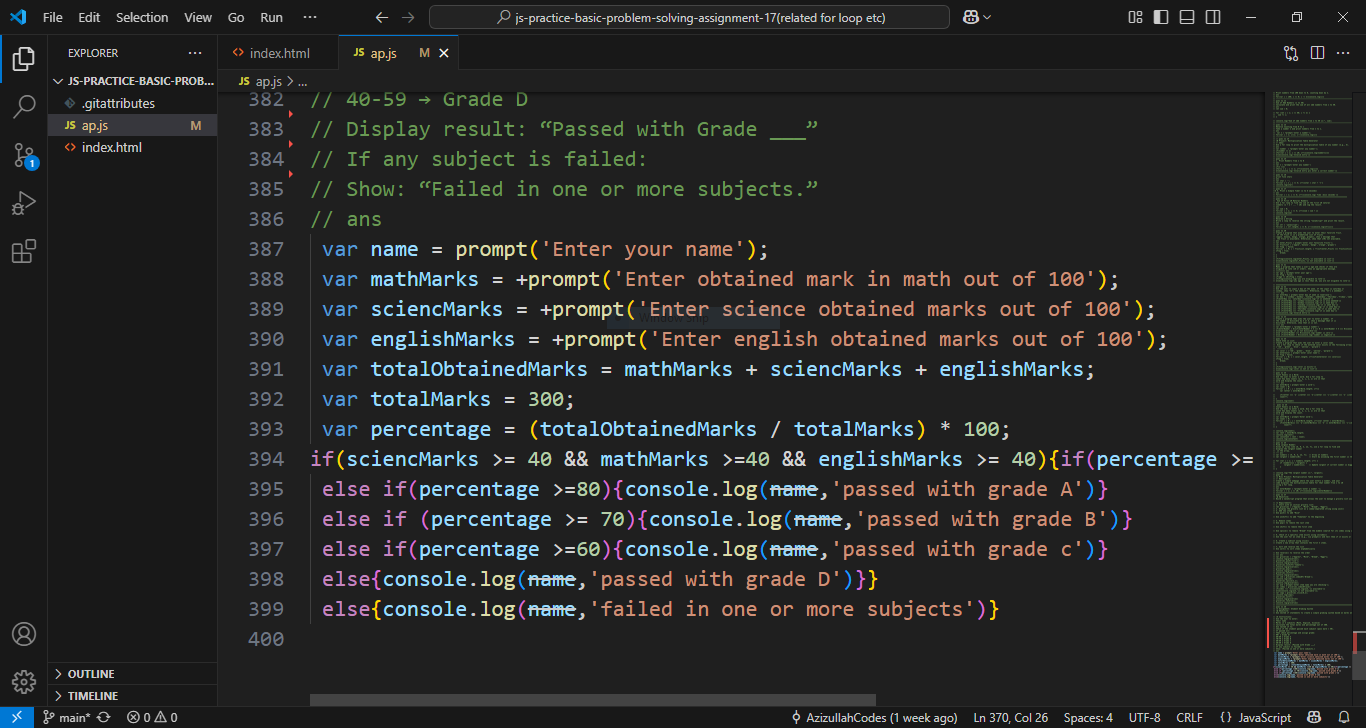 File Edit Selection View Go Run ···
js-practice-basic-problem-solving-assignment-17(related for loop etc)
EXPLORER ···
JS-PRACTICE-BASIC-PROB...
.gitattributes
JS ap.js M
<> index.html
OUTLINE
TIMELINE
1
<> index.html
JS ap.js M
JS ap.js > ...
382 // 40-59 → Grade D
383 // Display result: “Passed with Grade ___”
384 // If any subject is failed:
385 // Show: “Failed in one or more subjects.”
386 // ans
387 var name = prompt('Enter your name');
388 var mathMarks = +prompt('Enter obtained mark in math out of 100');
389 var sciencMarks = +prompt('Enter science obtained marks out of 100');
390 var englishMarks = +prompt('Enter english obtained marks out of 100');
391 var totalObtainedMarks = mathMarks + sciencMarks + englishMarks;
392 var totalMarks = 300;
393 var percentage = (totalObtainedMarks / totalMarks) * 100;
394 if(sciencMarks >= 40 && mathMarks >=40 && englishMarks >= 40){if(percentage >=
395 else if(percentage >=80){console.log(name,'passed with grade A')}
396 else if (percentage >= 70){console.log(name,'passed with grade B')}
397 else if(percentage >=60){console.log(name,'passed with grade c')}
398 else{console.log(name,'passed with grade D')}}
399 else{console.log(name,'failed in one or more subjects')}
400
main* 0 0 AzizullahCodes (1 week ago) Ln 370, Col 26 Spaces: 4 UTF-8 CRLF {} JavaScript